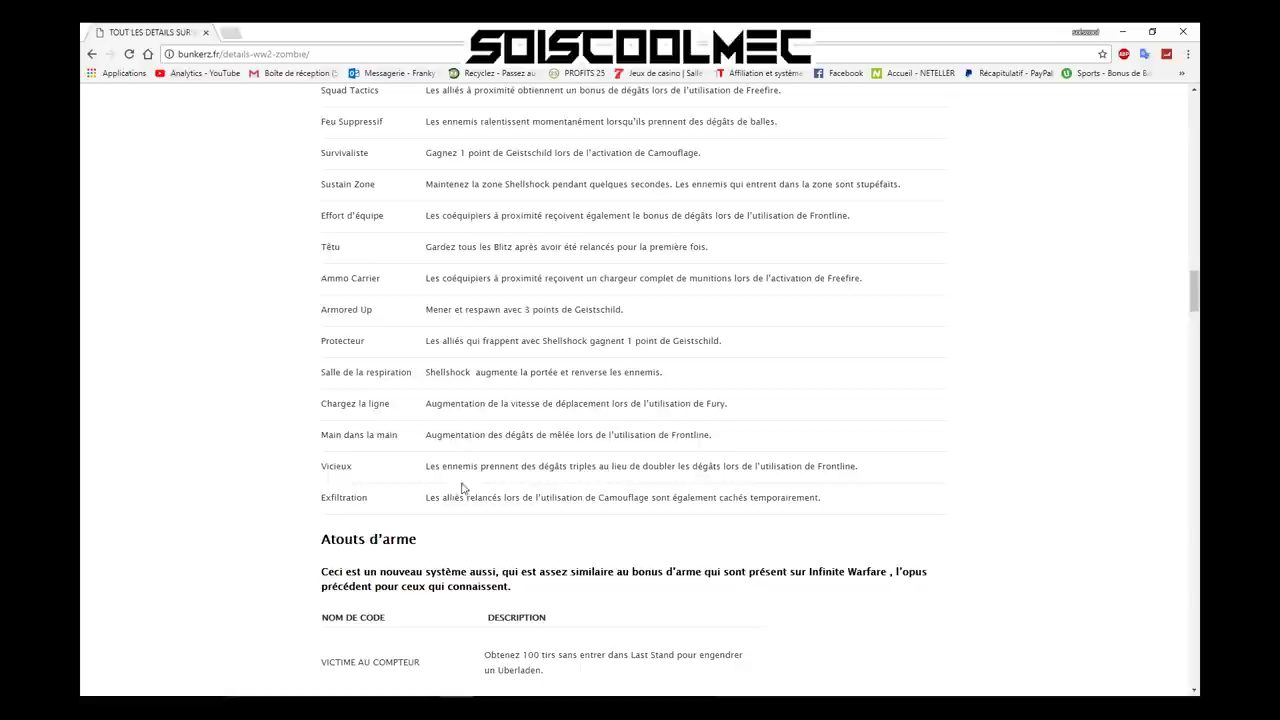 TOUT LES DETAILS SUR
SOISCOOLMEC
soiscool
bunkerz.fr/details-ww2-zombie/
Applications Analytics - YouTube Boîte de réception ( Messagerie - Franky Recyclez - Passez au PROFITS 25 Jeux de casino | Salle Affiliation et système Facebook Accueil - NETELLER Récapitulatif - PayPal Sports - Bonus de B »
Squad Tactics Les alliés à proximité obtiennent un bonus de dégâts lors de l'utilisation de Freefire.
Feu Suppressif Les ennemis ralentissent momentanément lorsqu'ils prennent des dégâts de balles.
Survivaliste Gagnez 1 point de Geistschild lors de l'activation de Camouflage.
Sustain Zone Maintenez la zone Shellshock pendant quelques secondes. Les ennemis qui entrent dans la zone sont stupéfaits.
Effort d'équipe Les coéquipiers à proximité reçoivent également le bonus de dégâts lors de l'utilisation de Frontline.
Têtu Gardez tous les Blitz après avoir été relancés pour la première fois.
Ammo Carrier Les coéquipiers à proximité reçoivent un chargeur complet de munitions lors de l'activation de Freefire.
Armored Up Mener et respawn avec 3 points de Geistschild.
Protecteur Les alliés qui frappent avec Shellshock gagnent 1 point de Geistschild.
Salle de la respiration Shellshock augmente la portée et renverse les ennemis.
Chargez la ligne Augmentation de la vitesse de déplacement lors de l'utilisation de Fury.
Main dans la main Augmentation des dégâts de mêlée lors de l'utilisation de Frontline.
Vicieux Les ennemis prennent des dégâts triples au lieu de doubler les dégâts lors de l'utilisation de Frontline.
Exfiltration Les alliés relancés lors de l'utilisation de Camouflage sont également cachés temporairement.
Atouts d'arme
Ceci est un nouveau système aussi, qui est assez similaire au bonus d'arme qui sont présent sur Infinite Warfare , l'opus
précédent pour ceux qui connaissent.
NOM DE CODE DESCRIPTION
VICTIME AU COMPTEUR Obtenez 100 tirs sans entrer dans Last Stand pour engendrer
un Uberladen.